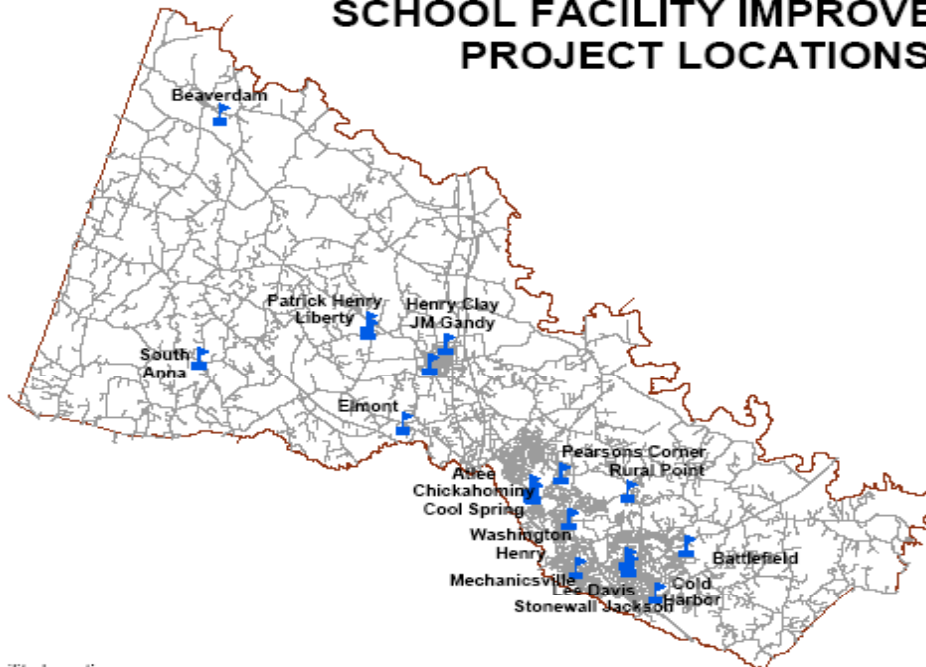 SCHOOL FACILITY IMPROVE
PROJECT LOCATIONS
Beaverdam
Patrick Henry
Liberty
Henry Clay
JM Gandy
South
Anna
Elmont
Pearsons Corner
Rural Point
Atlee
Chickahominy
Cool Spring
Washington
Henry
Battlefield
Mechanicsville
Lee Davis
Stonewall Jackson
Cold
Harbor